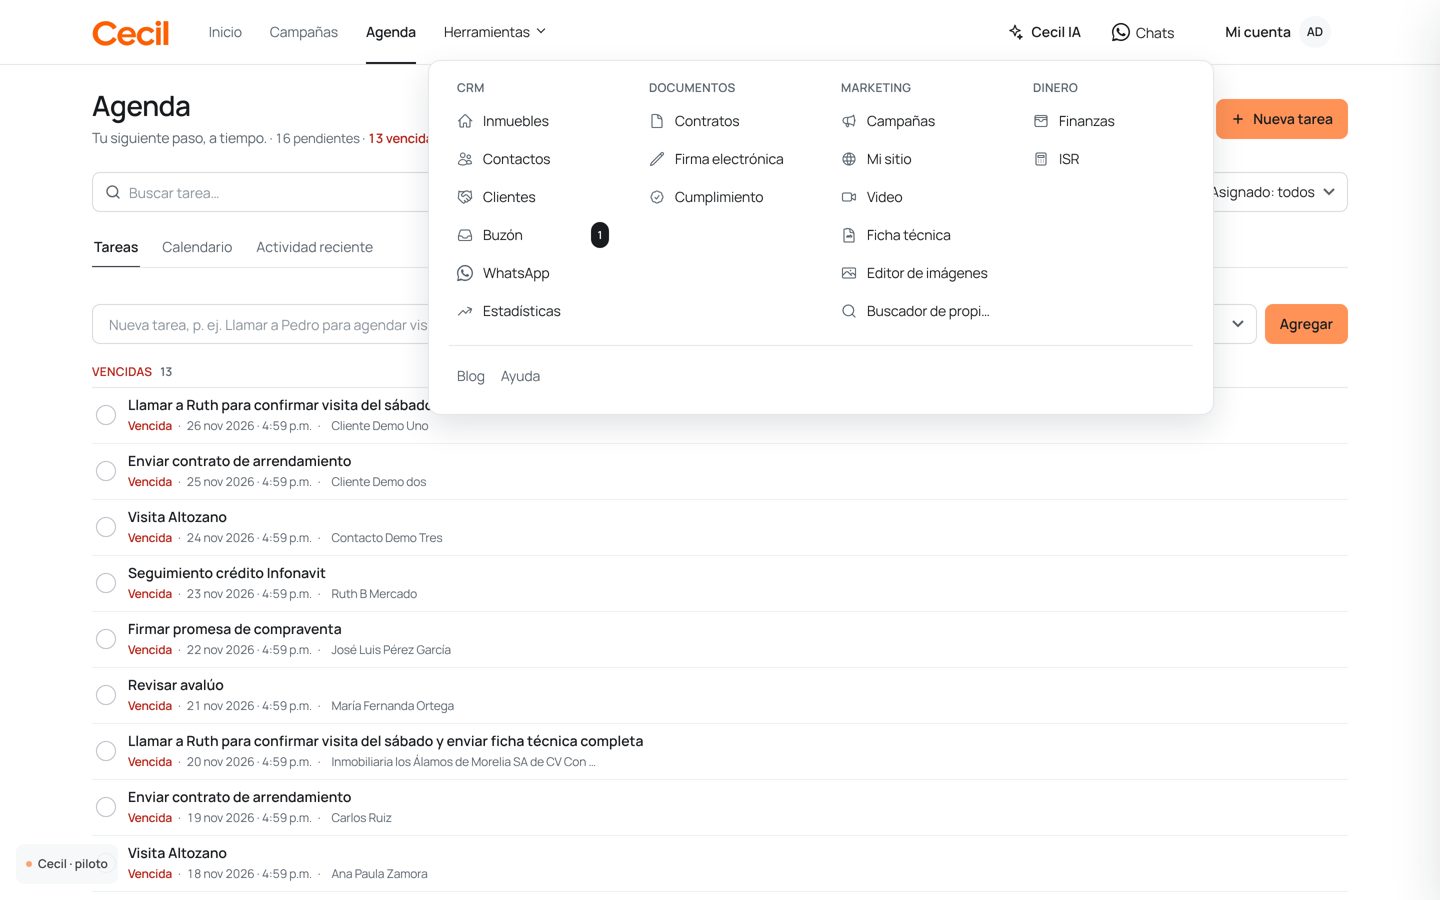 Cecil Inicio Campañas Agenda Herramientas Cecil IA Chats Mi cuenta AD
Agenda
Tu siguiente paso, a tiempo. · 16 pendientes · 13 vencida
Nueva tarea
Buscar tarea...
Asignado: todos
Tareas Calendario Actividad reciente
CRM
Inmuebles
Contactos
Clientes
Buzón 1
WhatsApp
Estadísticas
DOCUMENTOS
Contratos
Firma electrónica
Cumplimiento
MARKETING
Campañas
Mi sitio
Video
Ficha técnica
Editor de imágenes
Buscador de propi...
DINERO
Finanzas
ISR
Blog Ayuda
Nueva tarea, p. ej. Llamar a Pedro para agendar vis
Agregar
VENCIDAS 13
Llamar a Ruth para confirmar visita del sábado
Vencida · 26 nov 2026 · 4:59 p.m. · Cliente Demo Uno
Enviar contrato de arrendamiento
Vencida · 25 nov 2026 · 4:59 p.m. · Cliente Demo dos
Visita Altozano
Vencida · 24 nov 2026 · 4:59 p.m. · Contacto Demo Tres
Seguimiento crédito Infonavit
Vencida · 23 nov 2026 · 4:59 p.m. · Ruth B Mercado
Firmar promesa de compraventa
Vencida · 22 nov 2026 · 4:59 p.m. · José Luis Pérez García
Revisar avalúo
Vencida · 21 nov 2026 · 4:59 p.m. · María Fernanda Ortega
Llamar a Ruth para confirmar visita del sábado y enviar ficha técnica completa
Vencida · 20 nov 2026 · 4:59 p.m. · Inmobiliaria los Álamos de Morelia SA de CV Con ...
Enviar contrato de arrendamiento
Vencida · 19 nov 2026 · 4:59 p.m. · Carlos Ruiz
Visita Altozano
Vencida · 18 nov 2026 · 4:59 p.m. · Ana Paula Zamora
Cecil · piloto